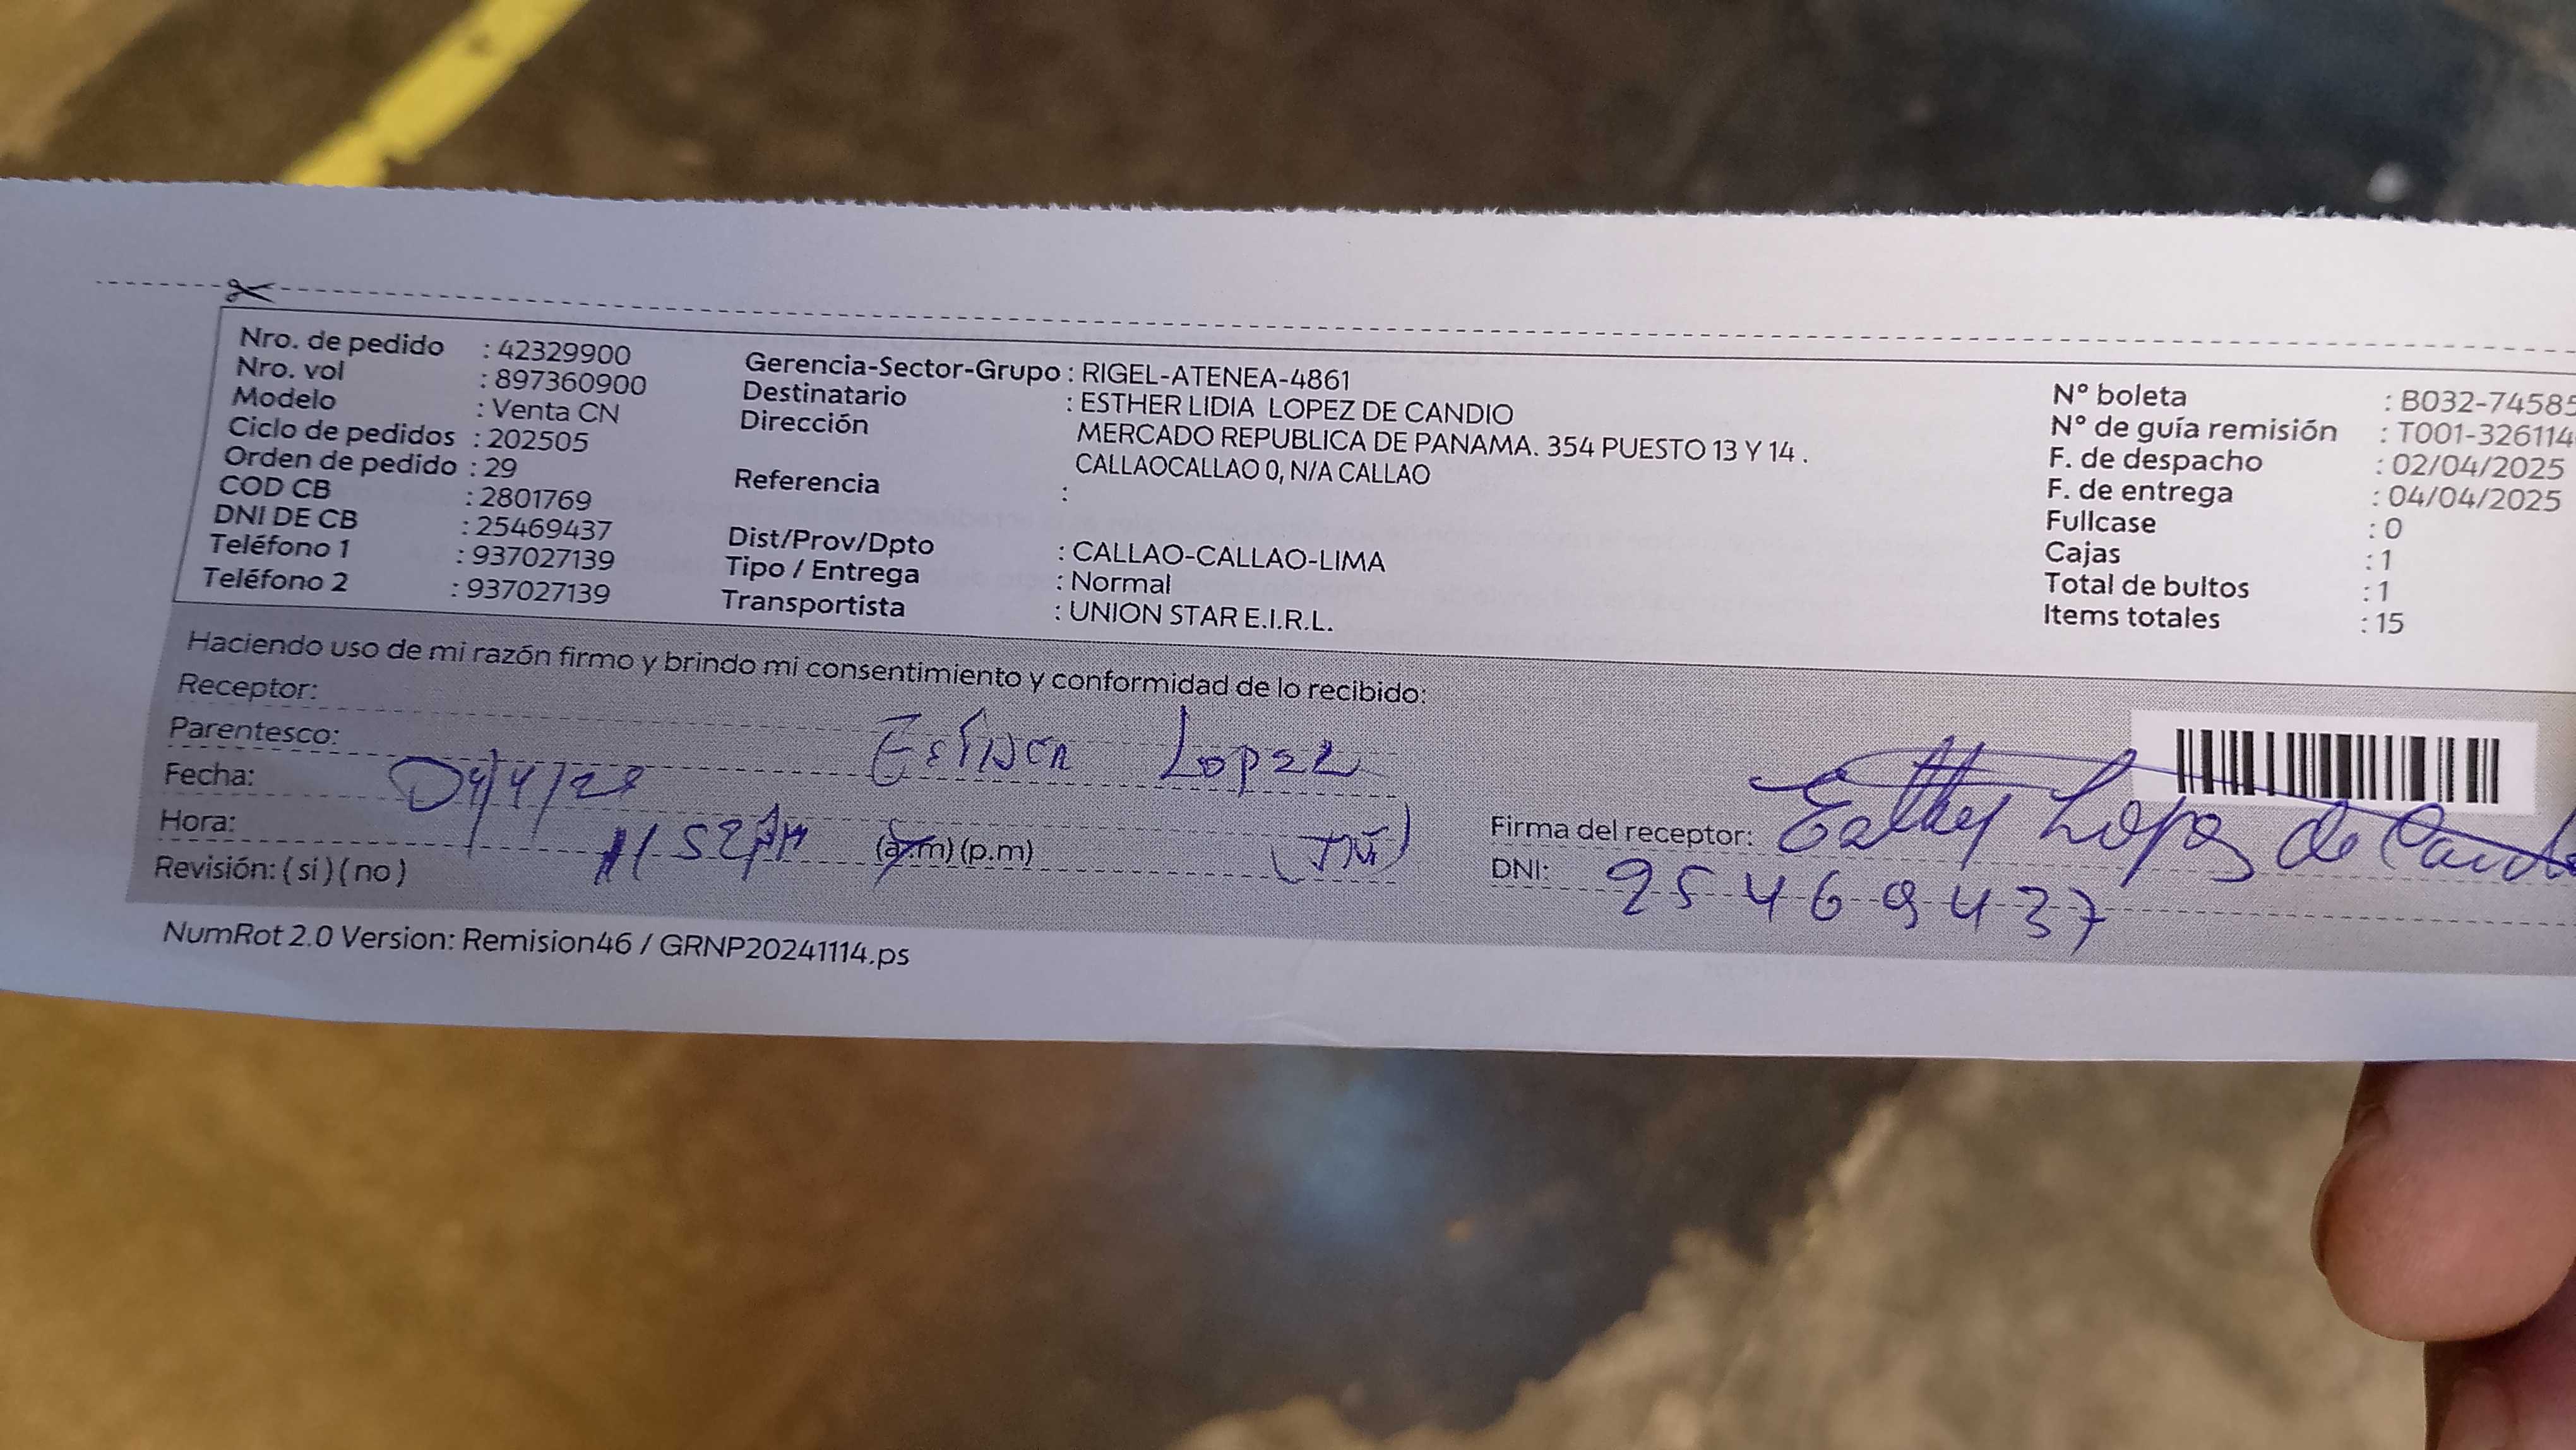 Nro. de pedido : 42329900
Nro. vol : 897360900
Modelo : Venta CN
Ciclo de pedidos : 202505
Orden de pedido : 29
COD CB : 2801769
DNI DE CB : 25469437
Teléfono 1 : 937027139
Teléfono 2 : 937027139
Gerencia-Sector-Grupo : RIGEL-ATENEA-4861
Destinatario : ESTHER LIDIA LOPEZ DE CANDIO
Dirección MERCADO REPUBLICA DE PANAMA. 354 PUESTO 13 Y 14 .
CALLAOCALLAO 0, N/A CALLAO
Referencia :
Dist/Prov/Dpto : CALLAO-CALLAO-LIMA
Tipo / Entrega : Normal
Transportista : UNION STAR E.I.R.L.
N° boleta : B032-74585
N° de guía remisión : T001-326114
F. de despacho : 02/04/2025
F. de entrega : 04/04/2025
Fullcase : 0
Cajas : 1
Total de bultos : 1
Items totales : 15
Haciendo uso de mi razón firmo y brindo mi consentimiento y conformidad de lo recibido:
Receptor:
Parentesco: Lopez
Fecha:
Hora: (a.m) (p.m)
Revisión: ( si ) ( no )
Firma del receptor: Lopez de
DNI: 25469437
NumRot 2.0 Version: Remision46 / GRNP20241114.ps